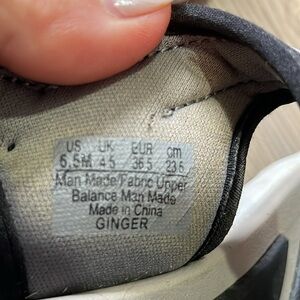 US UK EUR cm
6.5M 4.5 36.5 23.5
Man Made/Fabric Upper
Balance Man Made
Made in China
GINGER